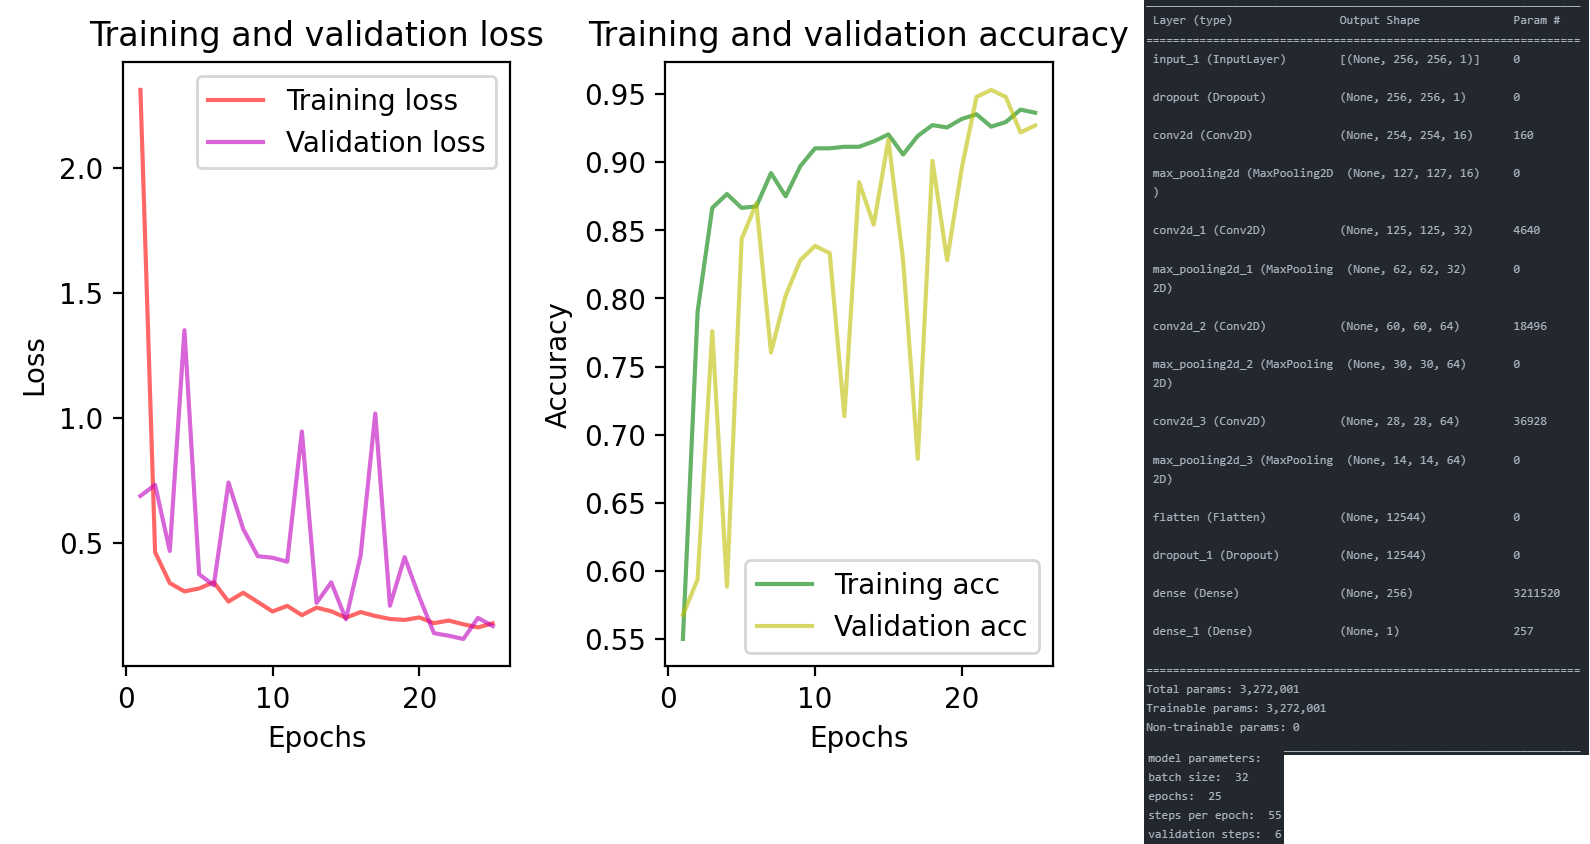 Training and validation loss
Training loss
Validation loss
2.0
1.5
1.0
0.5
Loss
0 10 20
Epochs
Training and validation accuracy
0.95
0.90
0.85
0.80
0.75
0.70
0.65
0.60
0.55
Accuracy
Training acc
Validation acc
0 10 20
Epochs
Layer (type) Output Shape Param #
=================================================================
input_1 (InputLayer) [(None, 256, 256, 1)] 0
dropout (Dropout) (None, 256, 256, 1) 0
conv2d (Conv2D) (None, 254, 254, 16) 160
max_pooling2d (MaxPooling2D (None, 127, 127, 16) 0
)
conv2d_1 (Conv2D) (None, 125, 125, 32) 4640
max_pooling2d_1 (MaxPooling (None, 62, 62, 32) 0
2D)
conv2d_2 (Conv2D) (None, 60, 60, 64) 18496
max_pooling2d_2 (MaxPooling (None, 30, 30, 64) 0
2D)
conv2d_3 (Conv2D) (None, 28, 28, 64) 36928
max_pooling2d_3 (MaxPooling (None, 14, 14, 64) 0
2D)
flatten (Flatten) (None, 12544) 0
dropout_1 (Dropout) (None, 12544) 0
dense (Dense) (None, 256) 3211520
dense_1 (Dense) (None, 1) 257
=================================================================
Total params: 3,272,001
Trainable params: 3,272,001
Non-trainable params: 0
model parameters:
batch size: 32
epochs: 25
steps per epoch: 55
validation steps: 6